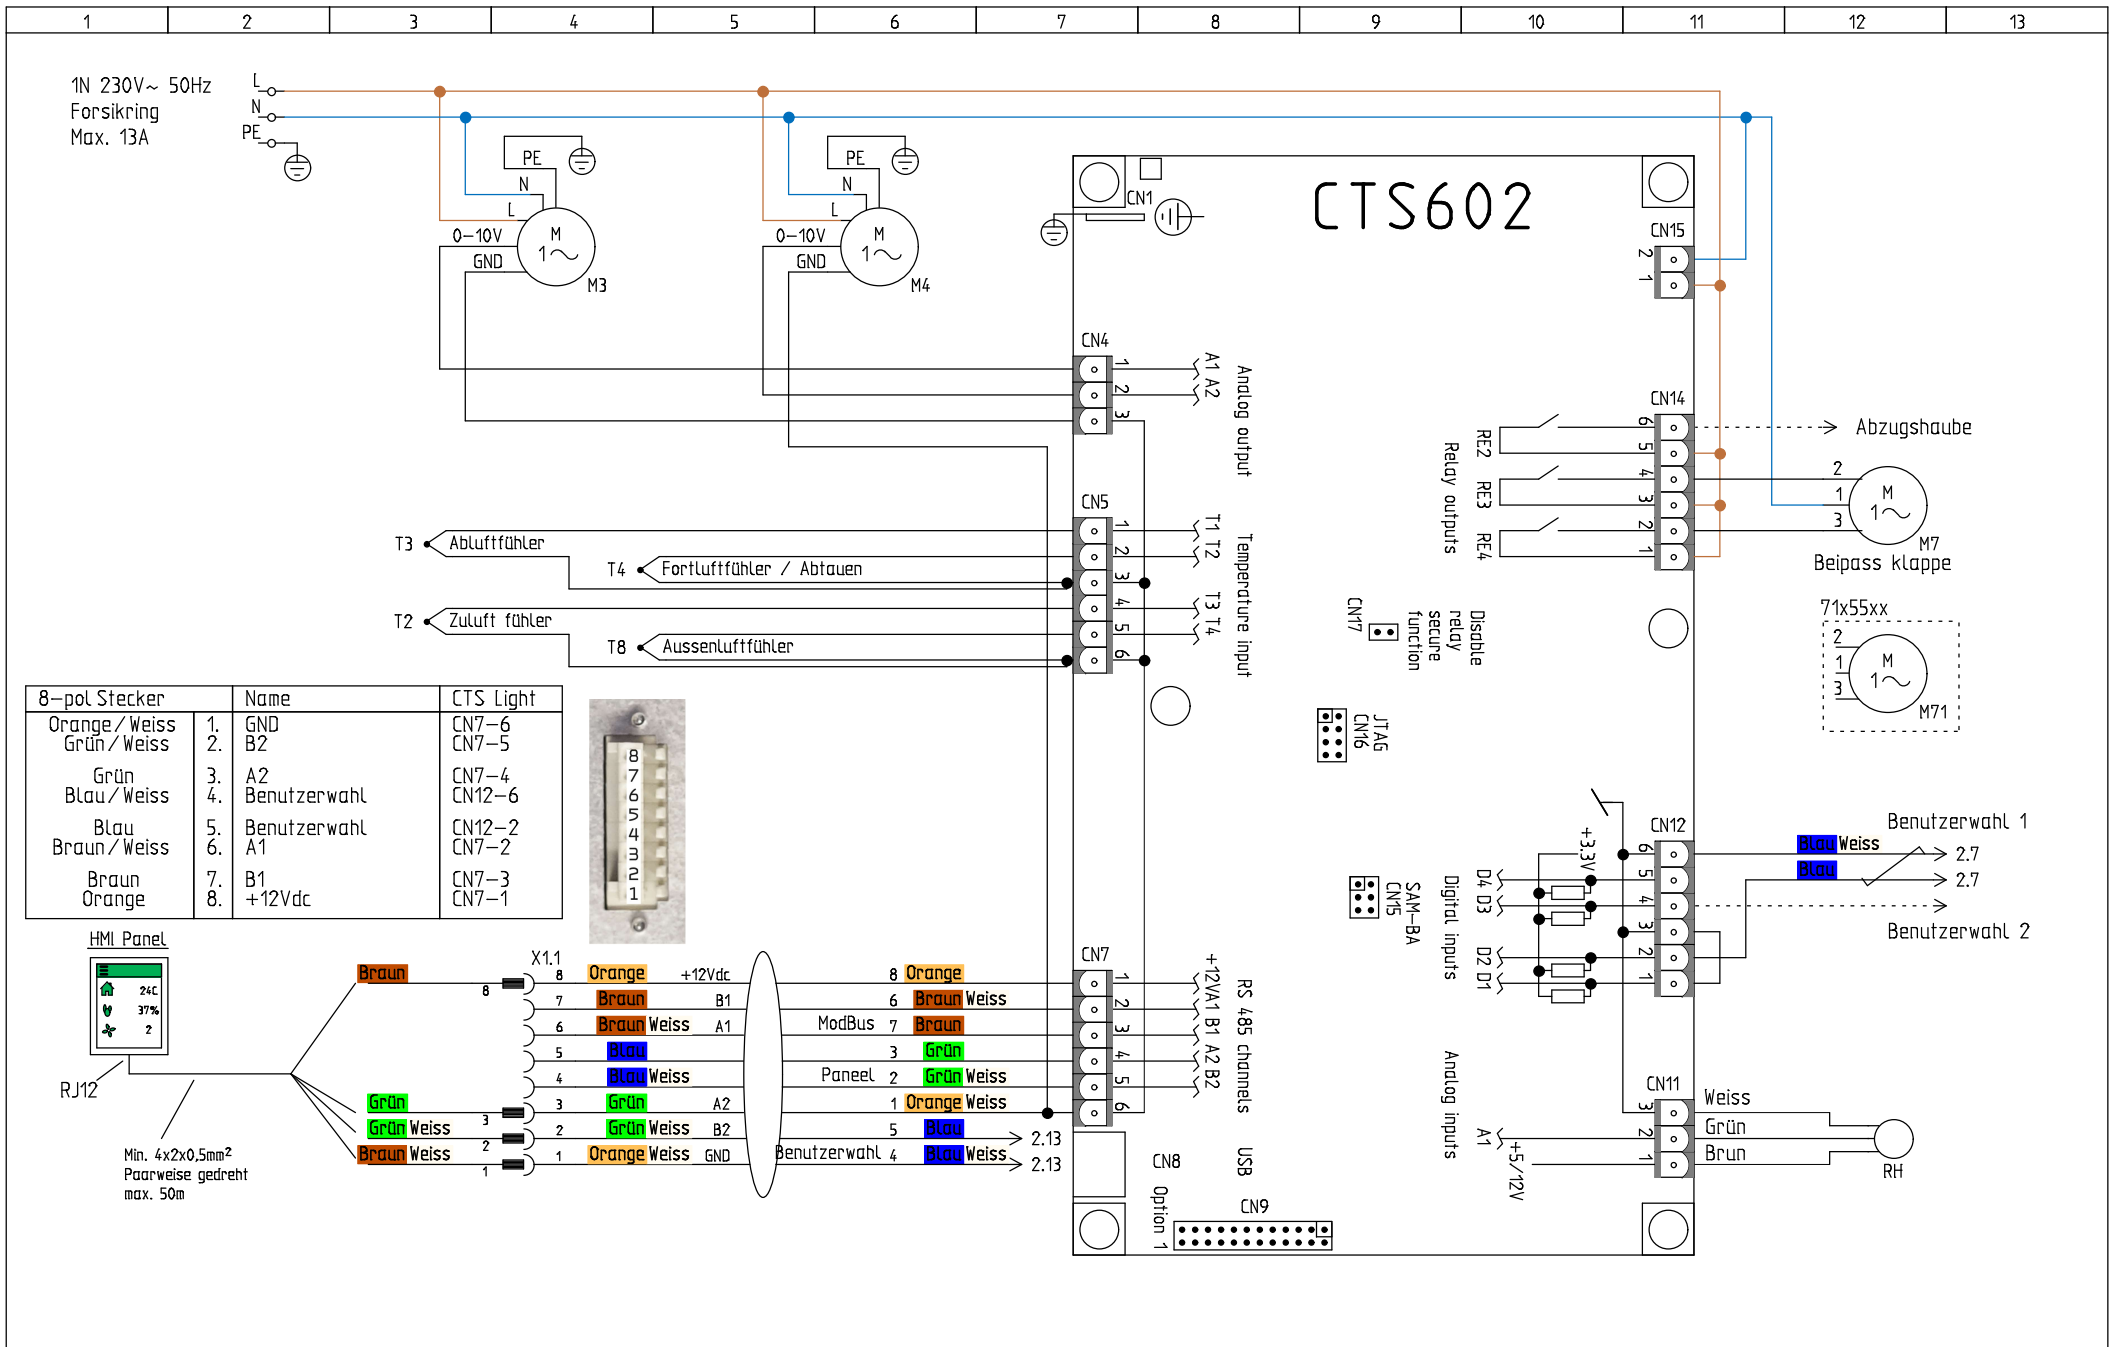 1 2 3 4 5 6 7 8 9 10 11 12 13
1N 230V~ 50Hz
Forsikring
Max. 13A
L
N
PE
PE
N
L
0-10V
GND
M
1
M3
PE
N
L
0-10V
GND
M
1
M4
CTS602
CN1
CN15
2
1
CN4
1
2
3
A1 A2
Analog output
CN14
6
5
4
3
2
1
RE2
RE3
RE4
Relay outputs
Abzugshaube
2
1
3
M
1
M7
Beipass klappe
CN5
1
2
3
4
5
6
T1 T2
T3 T4
Temperature input
T3 Abluftfühler
T4 Fortluftfühler / Abtauen
T2 Zuluft fühler
T8 Aussenluftfühler
CN17
Disable
relay
secure
function
71x55xx
2
1
3
M
1
M71
JTAG
CN16
8-pol Stecker Name CTS Light
Orange/Weiss 1. GND CN7-6
Grün/Weiss 2. B2 CN7-5
Grün 3. A2 CN7-4
Blau/Weiss 4. Benutzerwahl CN12-6
Blau 5. Benutzerwahl CN12-2
Braun/Weiss 6. A1 CN7-2
Braun 7. B1 CN7-3
Orange 8. +12Vdc CN7-1
8
7
6
5
4
3
2
1
CN12
6
5
4
3
2
1
+3.3V
D4 D3
D2 D1
Digital inputs
SAM-BA
CN15
Benutzerwahl 1
Blau Weiss 2.7
Blau 2.7
Benutzerwahl 2
HMI Panel
24C
37%
2
RJ12
Min. 4x2x0,5mm²
Paarweise gedreht
max. 50m
X1.1
Braun 8 8 Orange +12Vdc 8 Orange
7 Braun B1 6 Braun Weiss
6 Braun Weiss A1 ModBus 7 Braun
5 Blau 3 Grün
4 Blau Weiss Paneel 2 Grün Weiss
Grün 3 3 Grün A2 1 Orange Weiss
Grün Weiss 2 2 Grün Weiss B2 5 Blau 2.13
Braun Weiss 1 1 Orange Weiss GND Benutzerwahl 4 Blau Weiss 2.13
CN7
1
2
3
4
5
6
+12V A1 B1 A2 B2
RS 485 channels
CN8
USB
Option 1
CN9
Analog inputs
A1
+5/12V
CN11
3
2
1
Weiss
Grün
Brun
RH